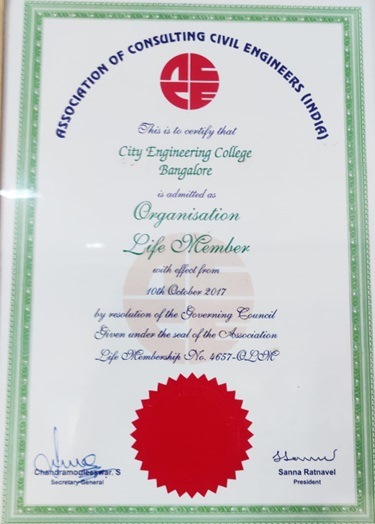 ASSOCIATION OF CONSULTING CIVIL ENGINEERS (INDIA)
ACCE
This is to certify that
City Engineering College
Bangalore
is admitted as
Organisation
Life Member
with effect from
10th October 2017
by resolution of the Governing Council
Given under the seal of the Association
Life Membership No. 4657-OLM
Chandramogleeswar. S
Secretary General
Sanna Ratnavel
President